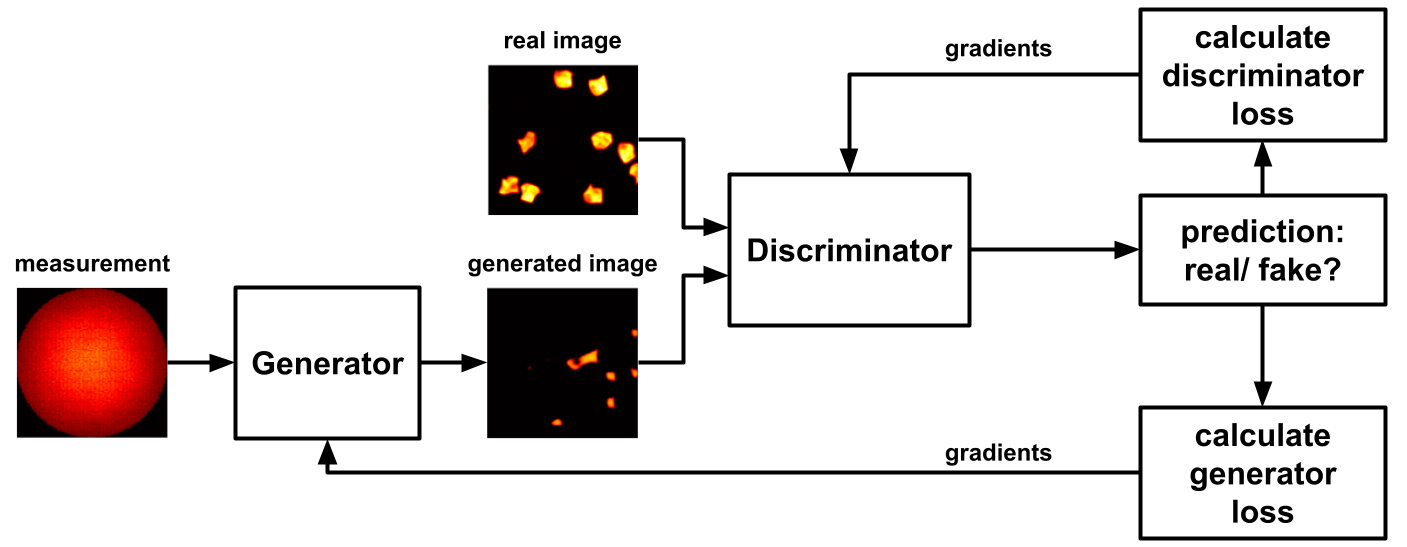 real image
gradients
calculate
discriminator
loss
measurement
generated image
Generator
Discriminator
prediction:
real/ fake?
gradients
calculate
generator
loss